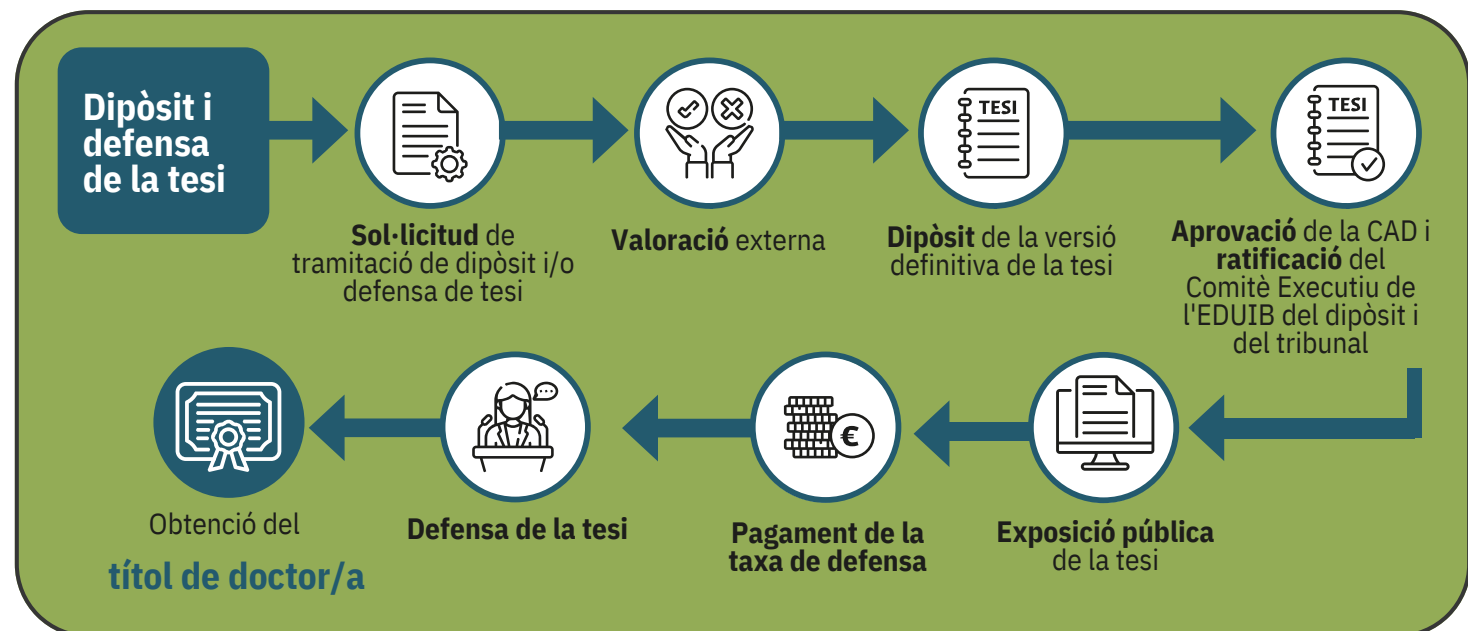 Dipòsit i
defensa
de la tesi
Sol·licitud de
tramitació de dipòsit i/o
defensa de tesi
Valoració externa
TESI
Dipòsit de la versió
definitiva de la tesi
TESI
Aprovació de la CAD i
ratificació del
Comitè Executiu de
l'EDUIB del dipòsit i
del tribunal
Exposició pública
de la tesi
€
Pagament de la
taxa de defensa
Defensa de la tesi
Obtenció del
títol de doctor/a